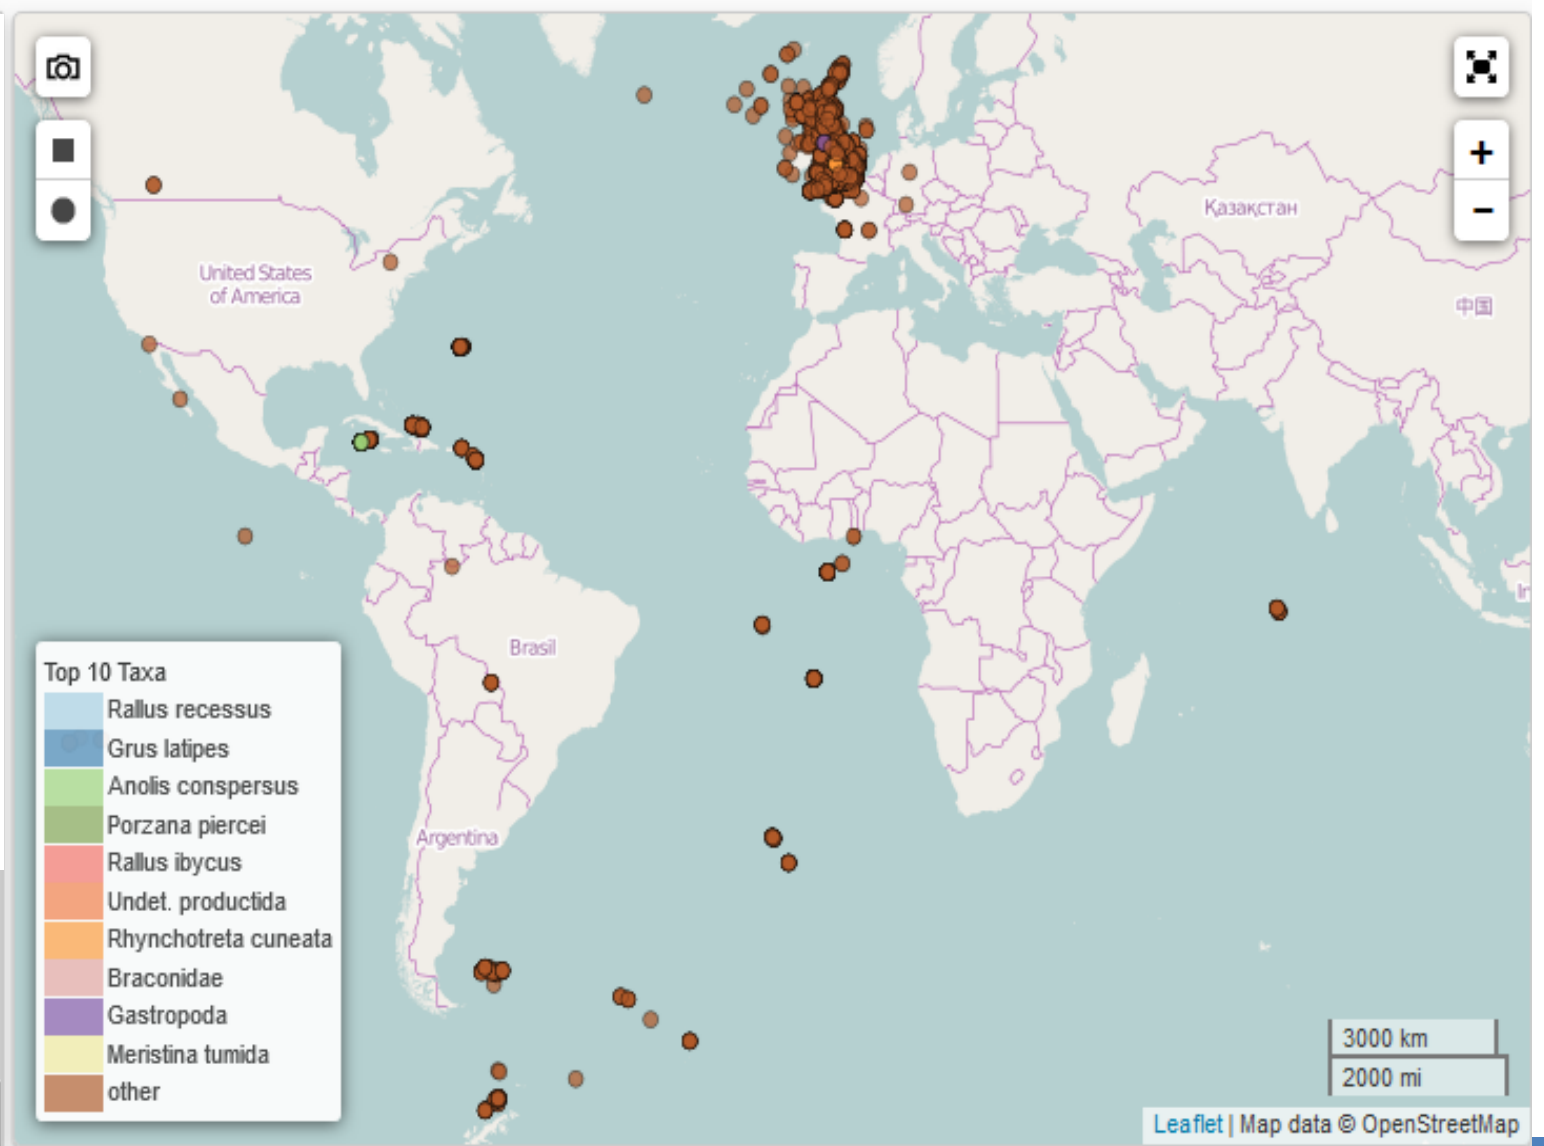 +
Қазақстан
−
United States
of America
中国
Brasil
In
Argentina
Top 10 Taxa
Rallus recessus
Grus latipes
Anolis conspersus
Porzana piercei
Rallus ibycus
Undet. productida
Rhynchotreta cuneata
Braconidae
Gastropoda
Meristina tumida
other
3000 km
2000 mi
Leaflet | Map data © OpenStreetMap